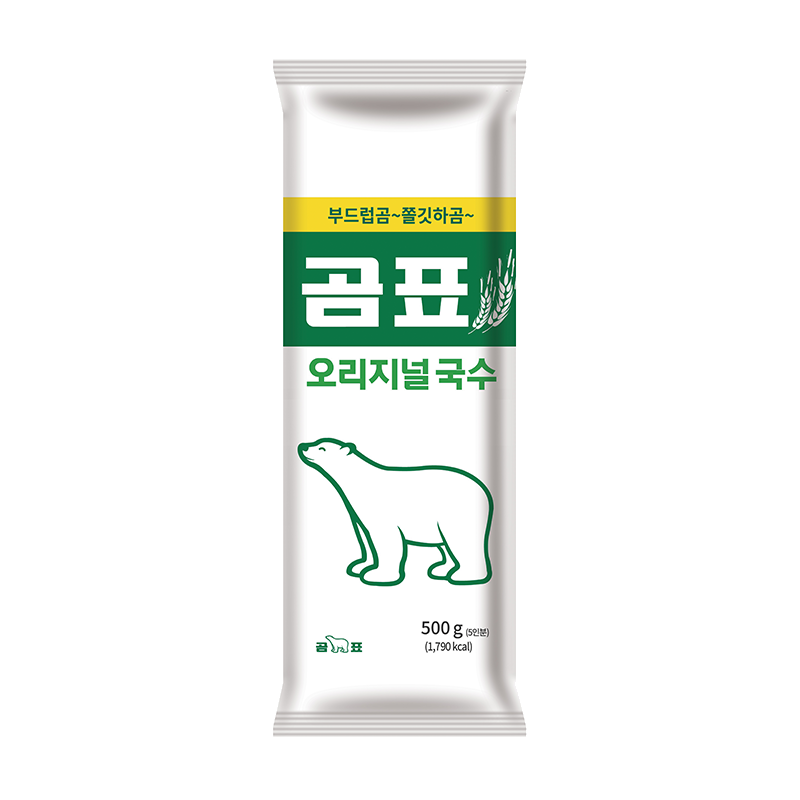 부드럽곰~쫄깃하곰~
곰표
오리지널 국수
500 g (5인분)
(1,790 kcal)
곰표